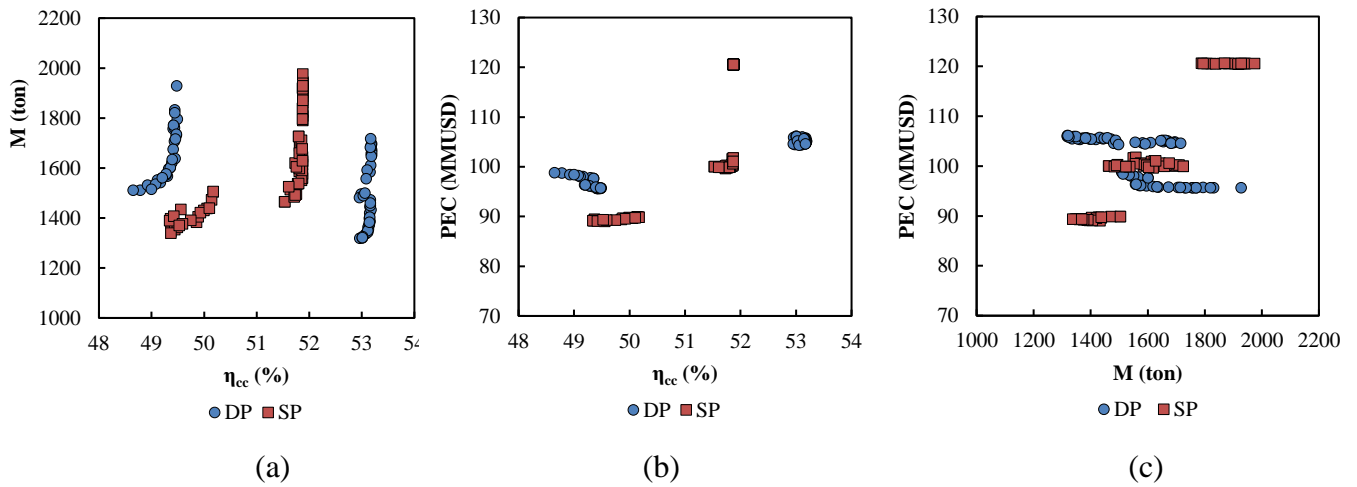 2200
2000
1800
1600
1400
1200
1000
M (ton)
48 49 50 51 52 53 54
ηcc (%)
DP SP
(a)
130
120
110
100
90
80
70
PEC (MMUSD)
48 49 50 51 52 53 54
ηcc (%)
DP SP
(b)
130
120
110
100
90
80
70
PEC (MMUSD)
1000 1200 1400 1600 1800 2000 2200
M (ton)
DP SP
(c)